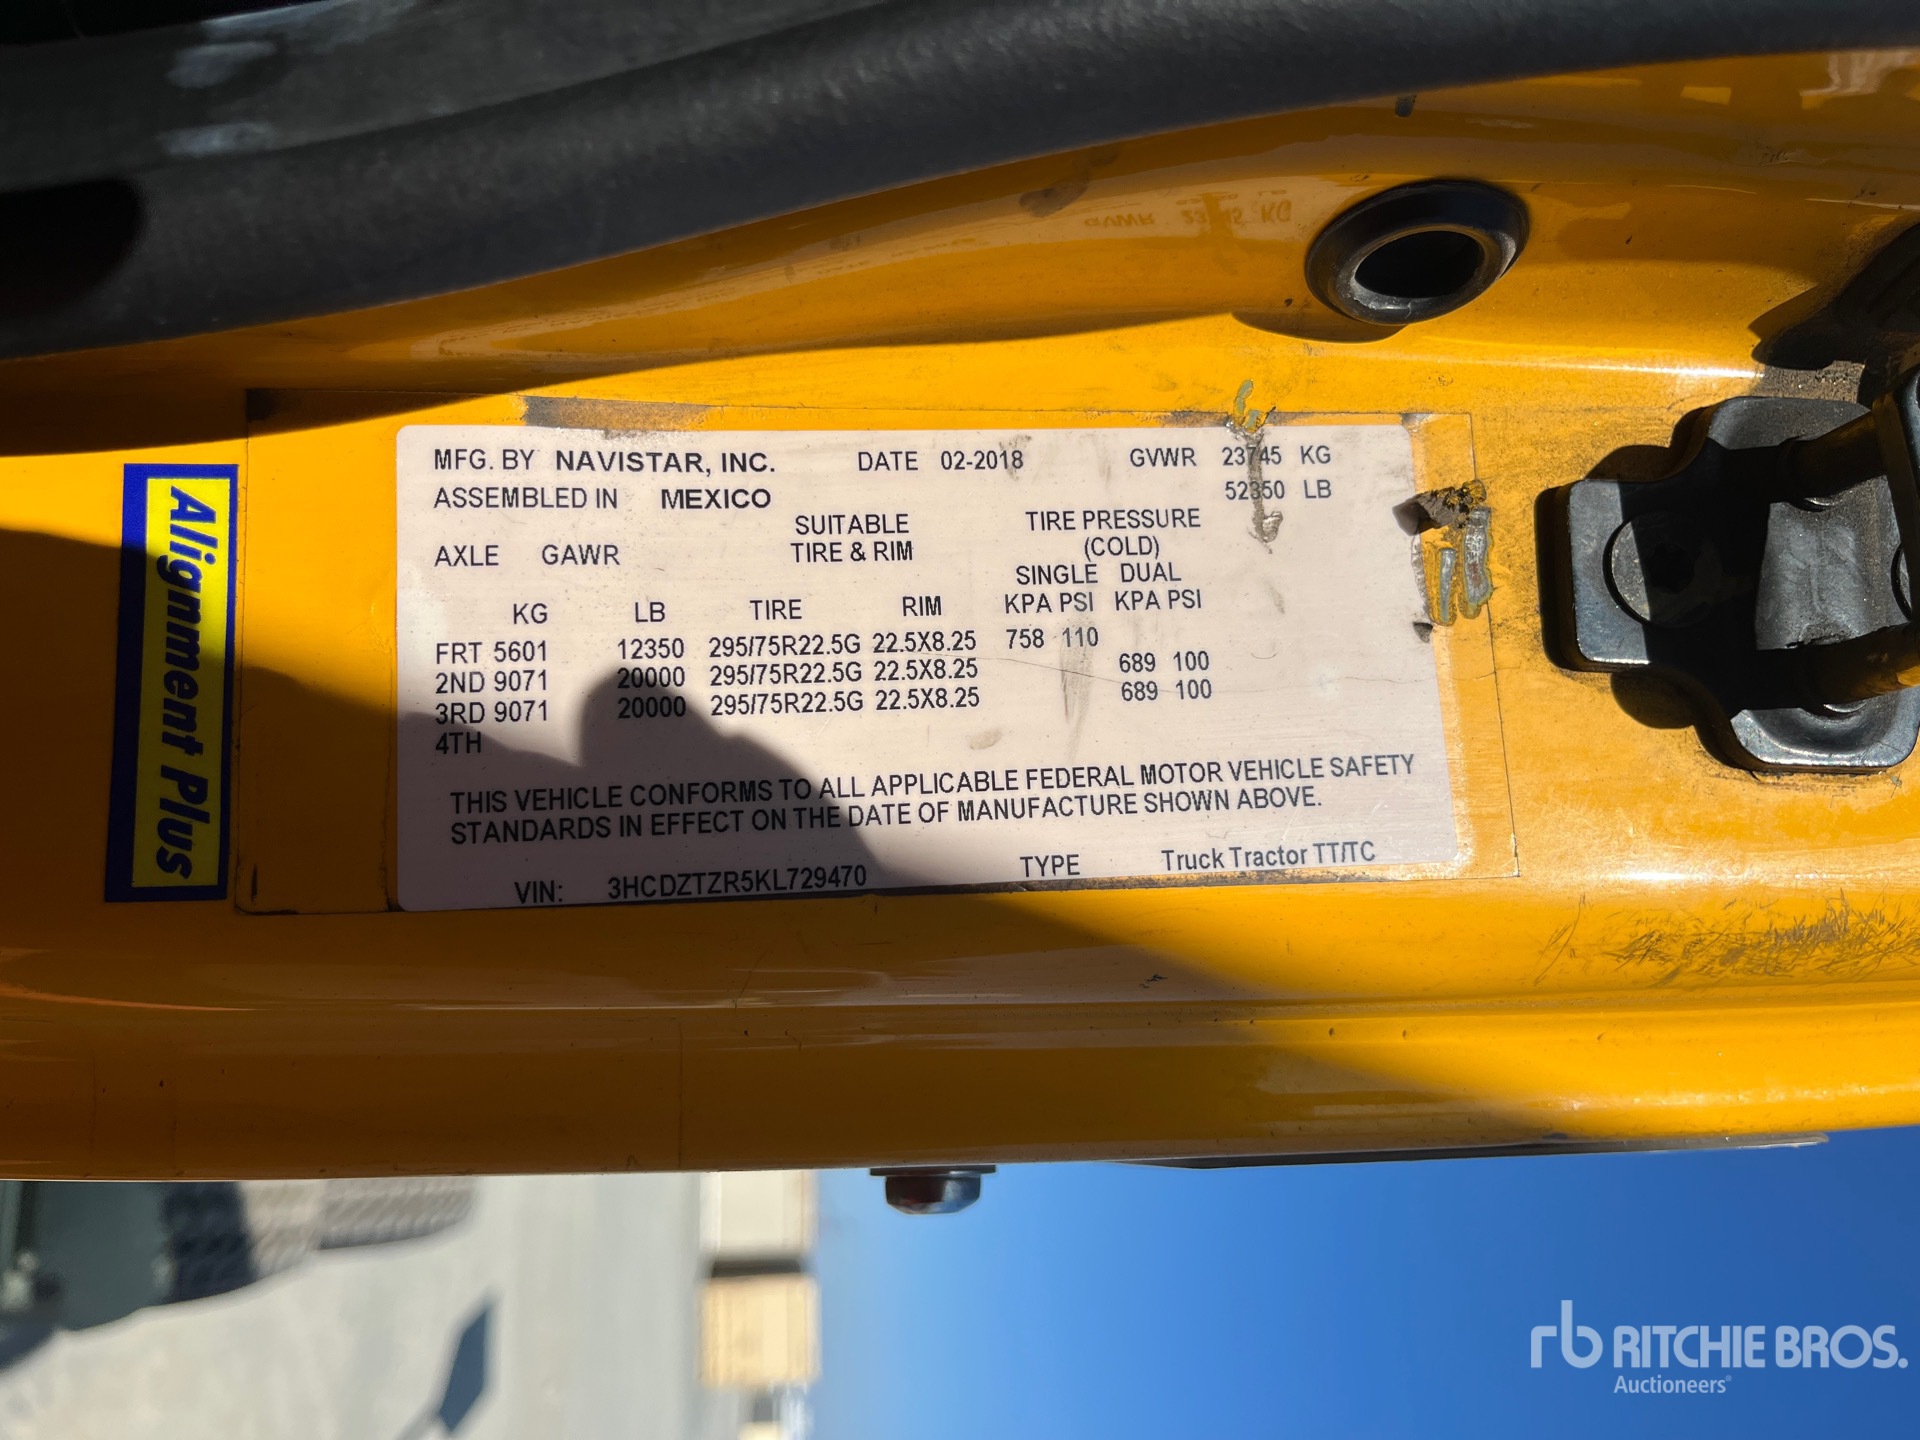 MFG. BY NAVISTAR, INC. DATE 02-2018 GVWR 23745 KG
ASSEMBLED IN MEXICO 52350 LB
SUITABLE TIRE PRESSURE
AXLE GAWR TIRE & RIM (COLD)
SINGLE DUAL
KG LB TIRE RIM KPA PSI KPA PSI
FRT 5601 12350 295/75R22.5G 22.5X8.25 758 110
2ND 9071 20000 295/75R22.5G 22.5X8.25 689 100
3RD 9071 20000 295/75R22.5G 22.5X8.25 689 100
4TH
THIS VEHICLE CONFORMS TO ALL APPLICABLE FEDERAL MOTOR VEHICLE SAFETY
STANDARDS IN EFFECT ON THE DATE OF MANUFACTURE SHOWN ABOVE.
VIN: 3HCDZTZR5KL729470 TYPE Truck Tractor TT/TC
Alignment Plus
GVWR 23745 KG
rb RITCHIE BROS.
Auctioneers